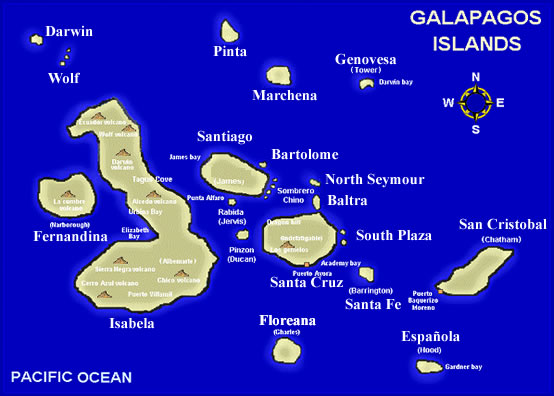 GALAPAGOS
ISLANDS
Darwin
Wolf
Pinta
Marchena
Genovesa
(Tower)
Darwin bay
N
W E
S
Ecuador volcano
Wolf volcano
Darwin
volcano
Tagus Cove
Alcedo volcano
Urbina Bay
La cumbre
volcano
(Narborough)
Fernandina
Elizabeth
Bay
(Albemarle)
Sierra Negra volcano
Chico volcano
Cerro Azul volcano
Puerto Villamil
Isabela
Santiago
James bay
(James)
Bartolome
Sombrero
Chino
Punta Alfaro
Rabida
(Jervis)
Pinzon
(Ducan)
North Seymour
Baltra
Dragon hill
(Indefatigable)
Los gemelos
South Plaza
Academy bay
Puerto Ayora
Santa Cruz
(Barrington)
Santa Fe
San Cristobal
(Chatham)
Puerto
Baquerizo
Moreno
Floreana
(Charles)
Española
(Hood)
Gardner bay
PACIFIC OCEAN